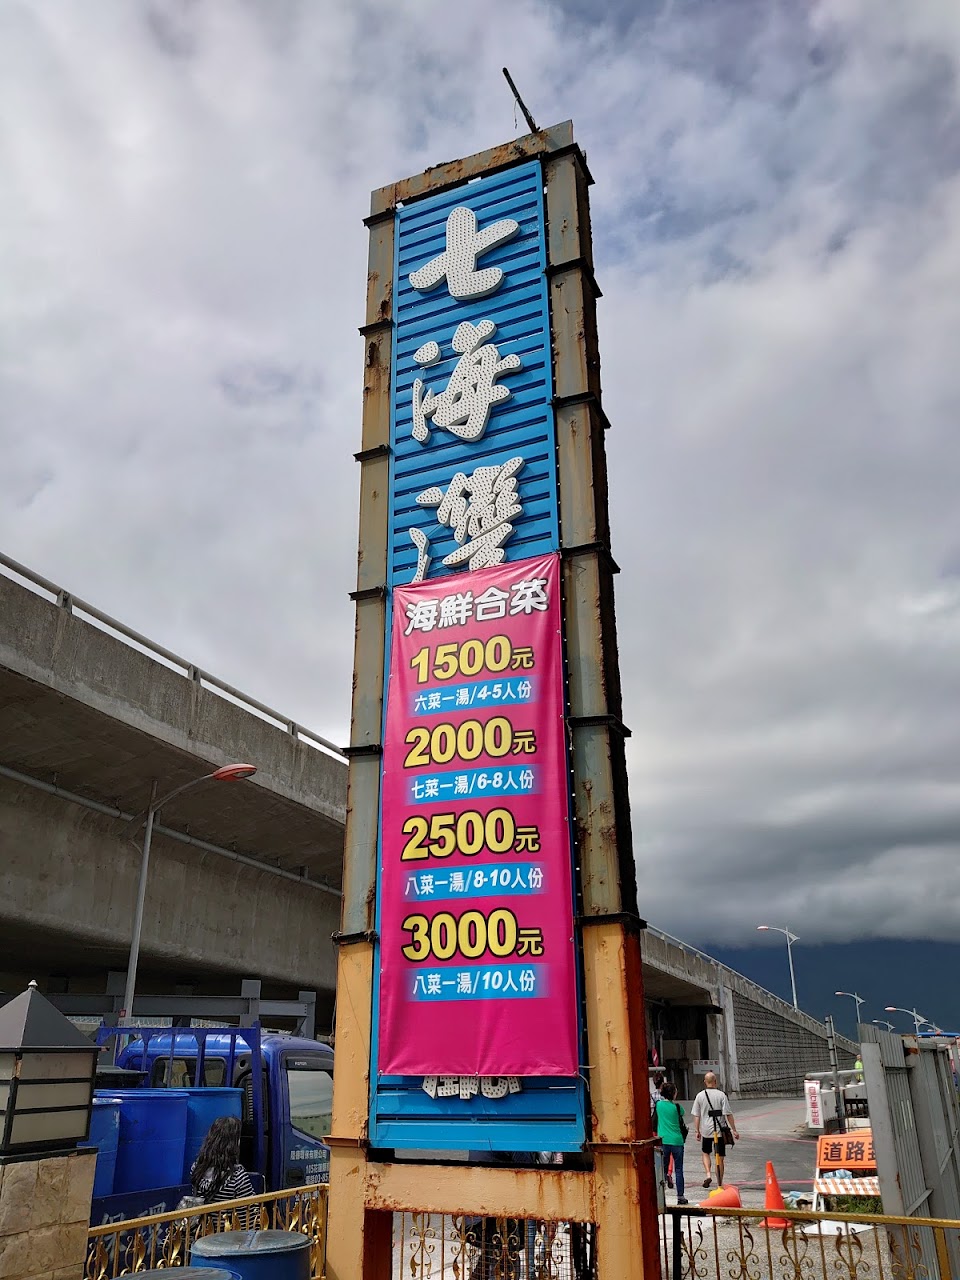 七海灣
海鮮合菜
1500元
六菜一湯/4-5人份
2000元
七菜一湯/6-8人份
2500元
八菜一湯/8-10人份
3000元
八菜一湯/10人份
道路封